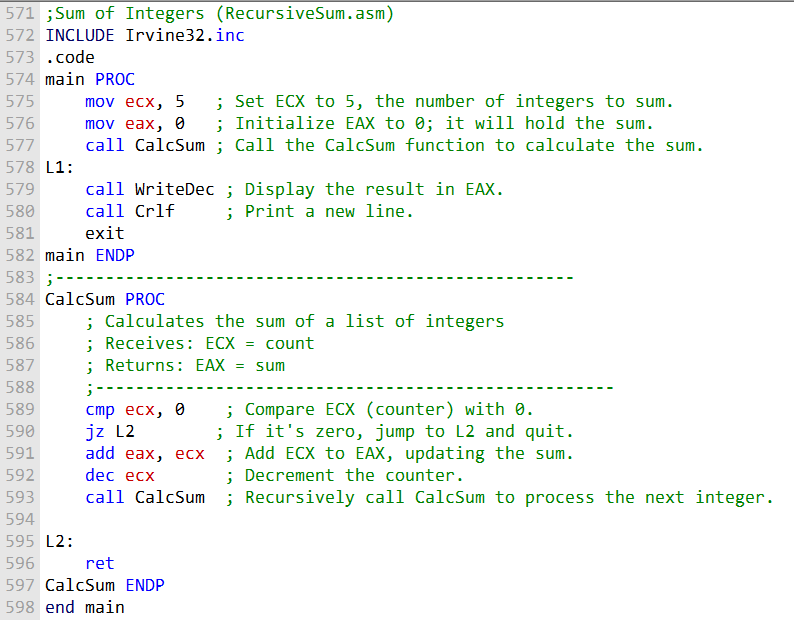 571 ;Sum of Integers (RecursiveSum.asm)
572 INCLUDE Irvine32.inc
573 .code
574 main PROC
575     mov ecx, 5   ; Set ECX to 5, the number of integers to sum.
576     mov eax, 0   ; Initialize EAX to 0; it will hold the sum.
577     call CalcSum ; Call the CalcSum function to calculate the sum.
578 L1:
579     call WriteDec ; Display the result in EAX.
580     call Crlf     ; Print a new line.
581     exit
582 main ENDP
583 ;----------------------------------------------------
584 CalcSum PROC
585     ; Calculates the sum of a list of integers
586     ; Receives: ECX = count
587     ; Returns: EAX = sum
588     ;----------------------------------------------------
589     cmp ecx, 0    ; Compare ECX (counter) with 0.
590     jz L2        ; If it's zero, jump to L2 and quit.
591     add eax, ecx  ; Add ECX to EAX, updating the sum.
592     dec ecx       ; Decrement the counter.
593     call CalcSum  ; Recursively call CalcSum to process the next integer.
594
595 L2:
596     ret
597 CalcSum ENDP
598 end main